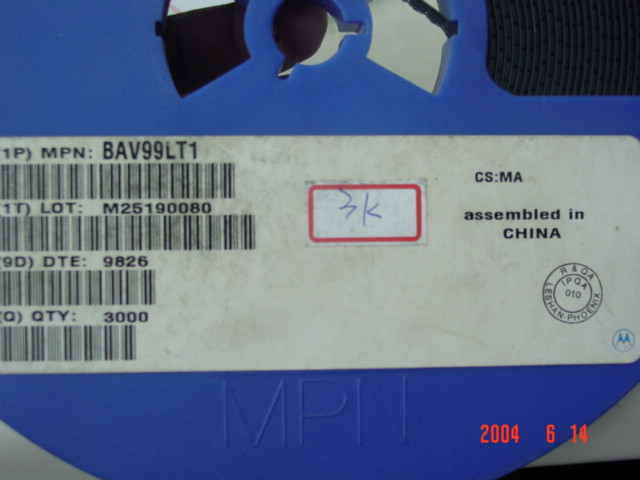 (1P) MPN: BAV99LT1
(1T) LOT: M25190080
(9D) DTE: 9826
(Q) QTY: 3000
3K
CS:MA
assembled in
CHINA
R & QA
IPQA
010
LESHAN-PHOENIX
MPN
2004 6 14